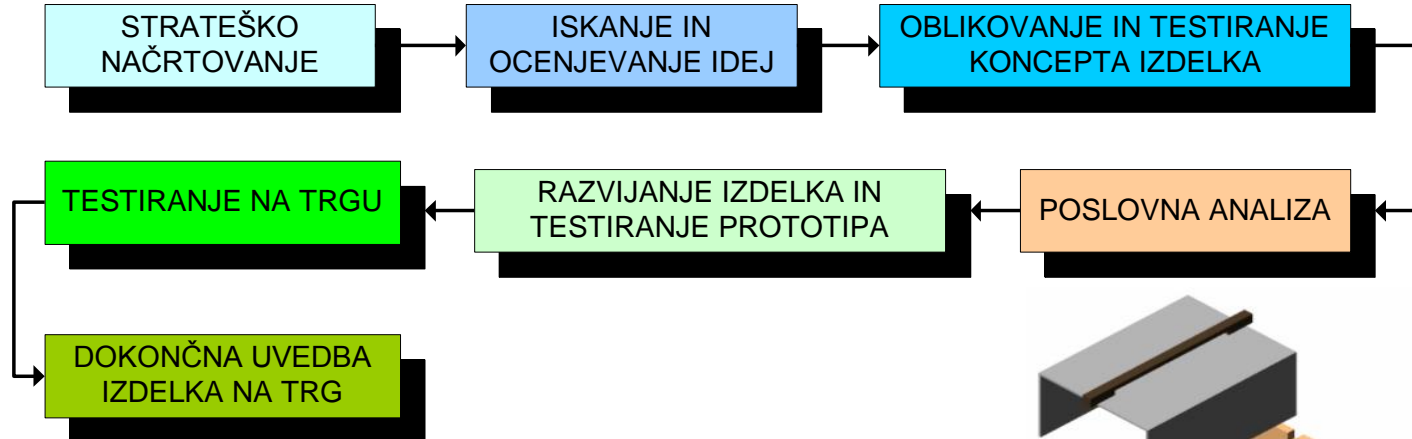 STRATEŠKO
NAČRTOVANJE
ISKANJE IN
OCENJEVANJE IDEJ
OBLIKOVANJE IN TESTIRANJE
KONCEPTA IZDELKA
POSLOVNA ANALIZA
RAZVIJANJE IZDELKA IN
TESTIRANJE PROTOTIPA
TESTIRANJE NA TRGU
DOKONČNA UVEDBA
IZDELKA NA TRG